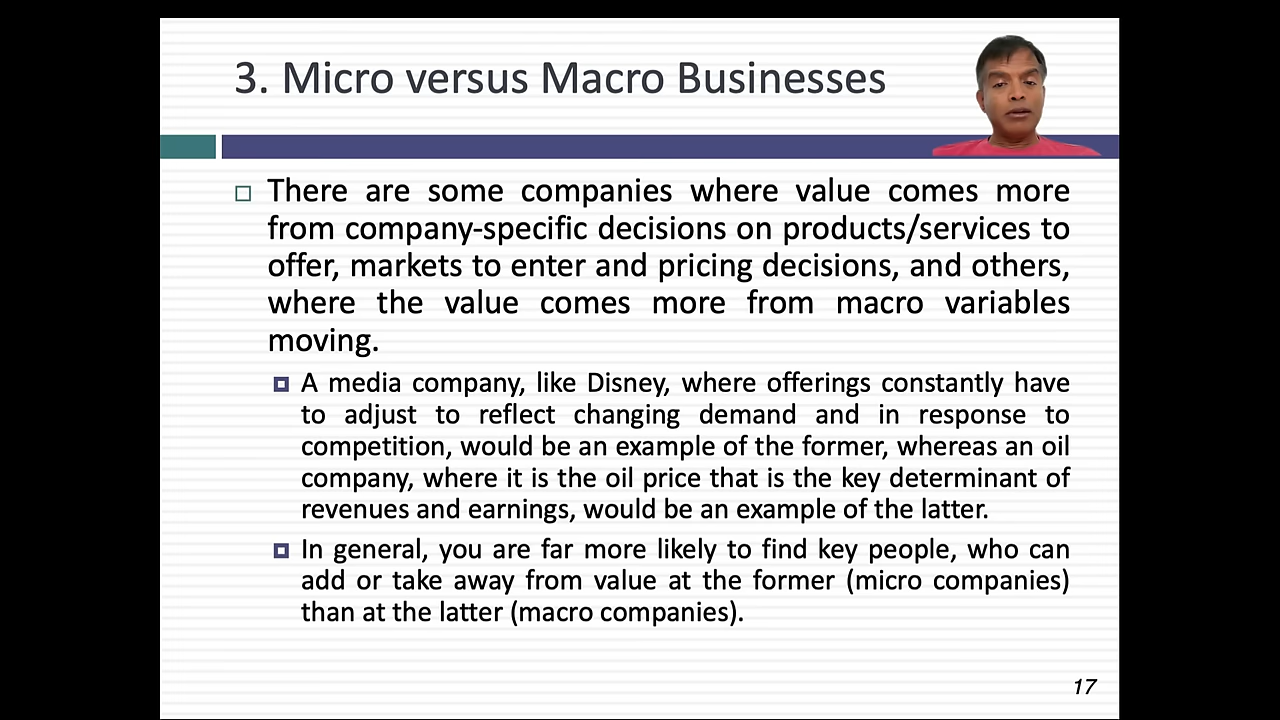 3. Micro versus Macro Businesses
There are some companies where value comes more
from company-specific decisions on products/services to
offer, markets to enter and pricing decisions, and others,
where the value comes more from macro variables
moving.
A media company, like Disney, where offerings constantly have
to adjust to reflect changing demand and in response to
competition, would be an example of the former, whereas an oil
company, where it is the oil price that is the key determinant of
revenues and earnings, would be an example of the latter.
In general, you are far more likely to find key people, who can
add or take away from value at the former (micro companies)
than at the latter (macro companies).
17